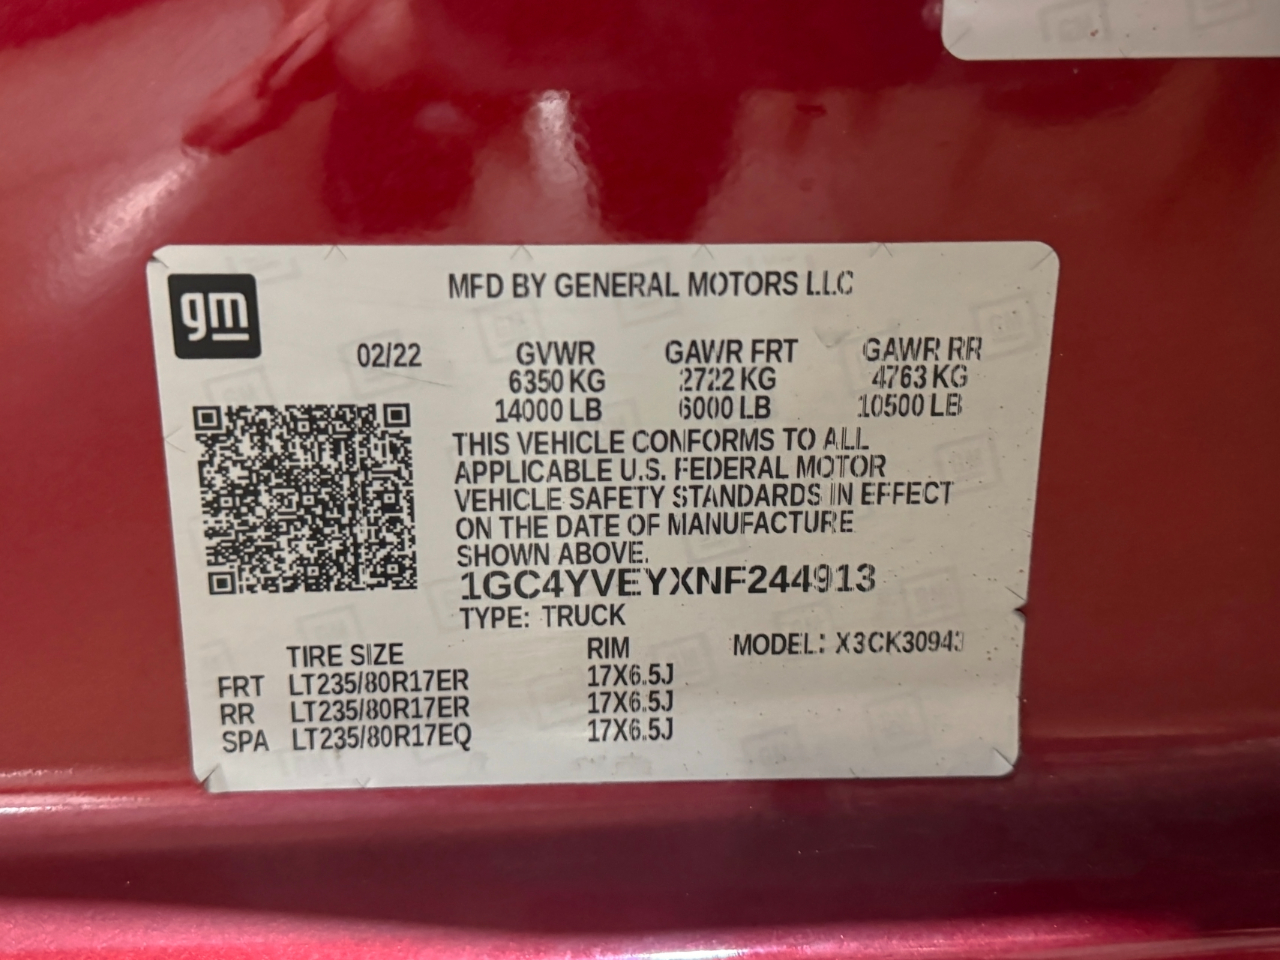 gm
MFD BY GENERAL MOTORS LLC
02/22 GVWR GAWR FRT GAWR RR
6350 KG 2722 KG 4763 KG
14000 LB 6000 LB 10500 LB
THIS VEHICLE CONFORMS TO ALL
APPLICABLE U.S. FEDERAL MOTOR
VEHICLE SAFETY STANDARDS IN EFFECT
ON THE DATE OF MANUFACTURE
SHOWN ABOVE.
1GC4YVEYXNF244913
TYPE: TRUCK
TIRE SIZE RIM MODEL: X3CK30943
FRT LT235/80R17ER 17X6.5J
RR LT235/80R17ER 17X6.5J
SPA LT235/80R17EQ 17X6.5J